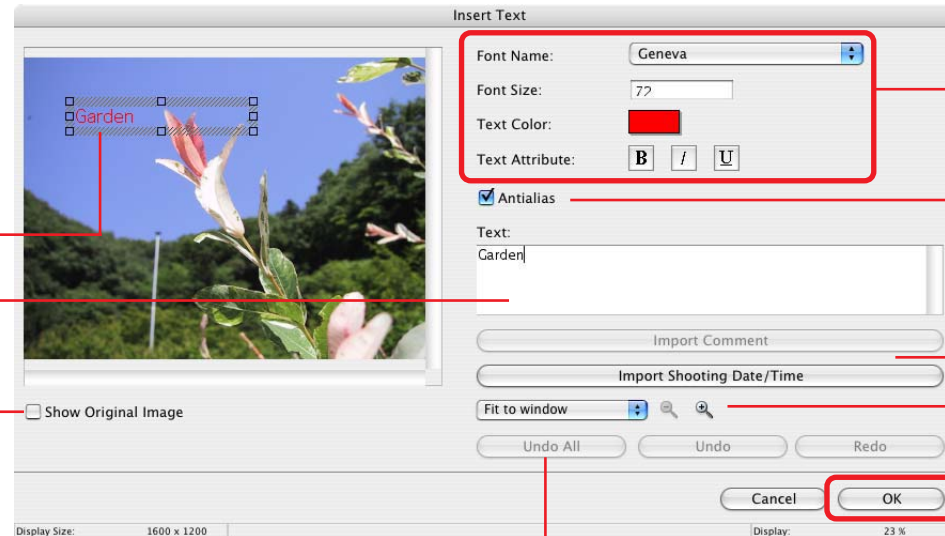 Insert Text
Font Name: Geneva
Font Size: 72
Text Color:
Text Attribute: B I U
Garden
Antialias
Text:
Garden
Import Comment
Import Shooting Date/Time
Show Original Image
Fit to window
Undo All Undo Redo
Cancel OK
Display Size: 1600 x 1200 Display: 23 %